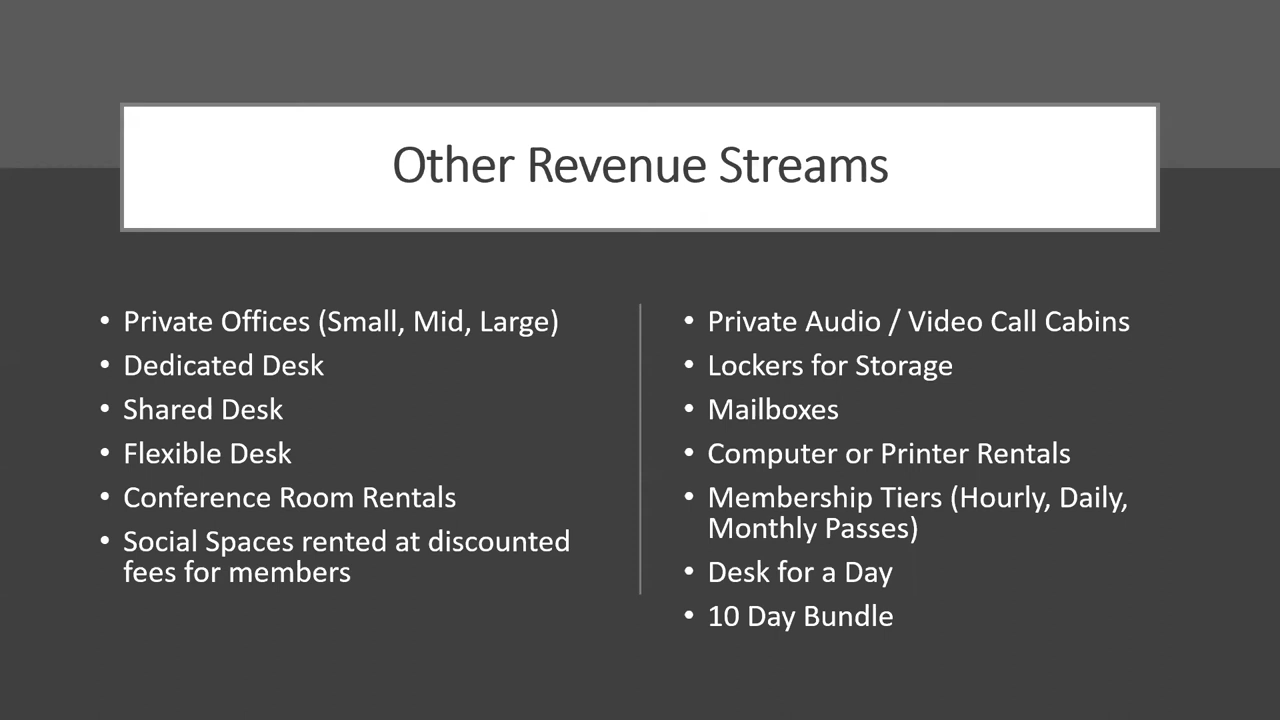 Other Revenue Streams
• Private Offices (Small, Mid, Large)
• Dedicated Desk
• Shared Desk
• Flexible Desk
• Conference Room Rentals
• Social Spaces rented at discounted
fees for members
• Private Audio / Video Call Cabins
• Lockers for Storage
• Mailboxes
• Computer or Printer Rentals
• Membership Tiers (Hourly, Daily,
Monthly Passes)
• Desk for a Day
• 10 Day Bundle